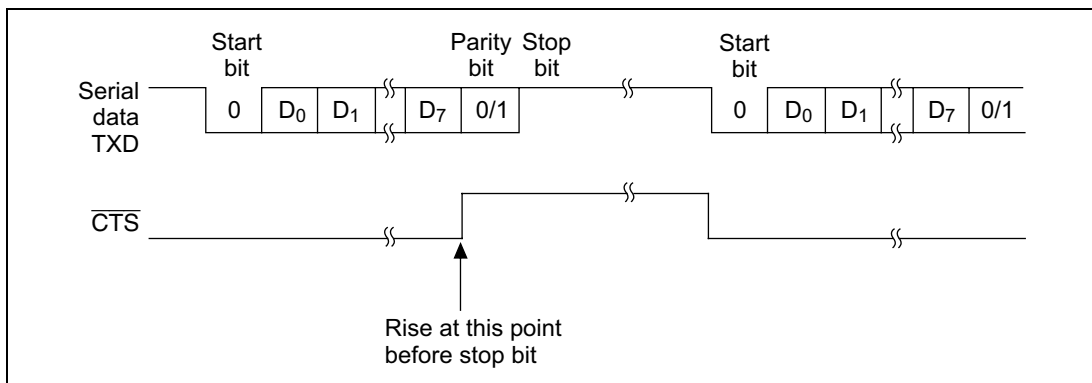 Start bit
Parity bit
Stop bit
Start bit
Serial data TXD
0 D0 D1 D7 0/1 0 D0 D1 D7 0/1
CTS
Rise at this point
before stop bit